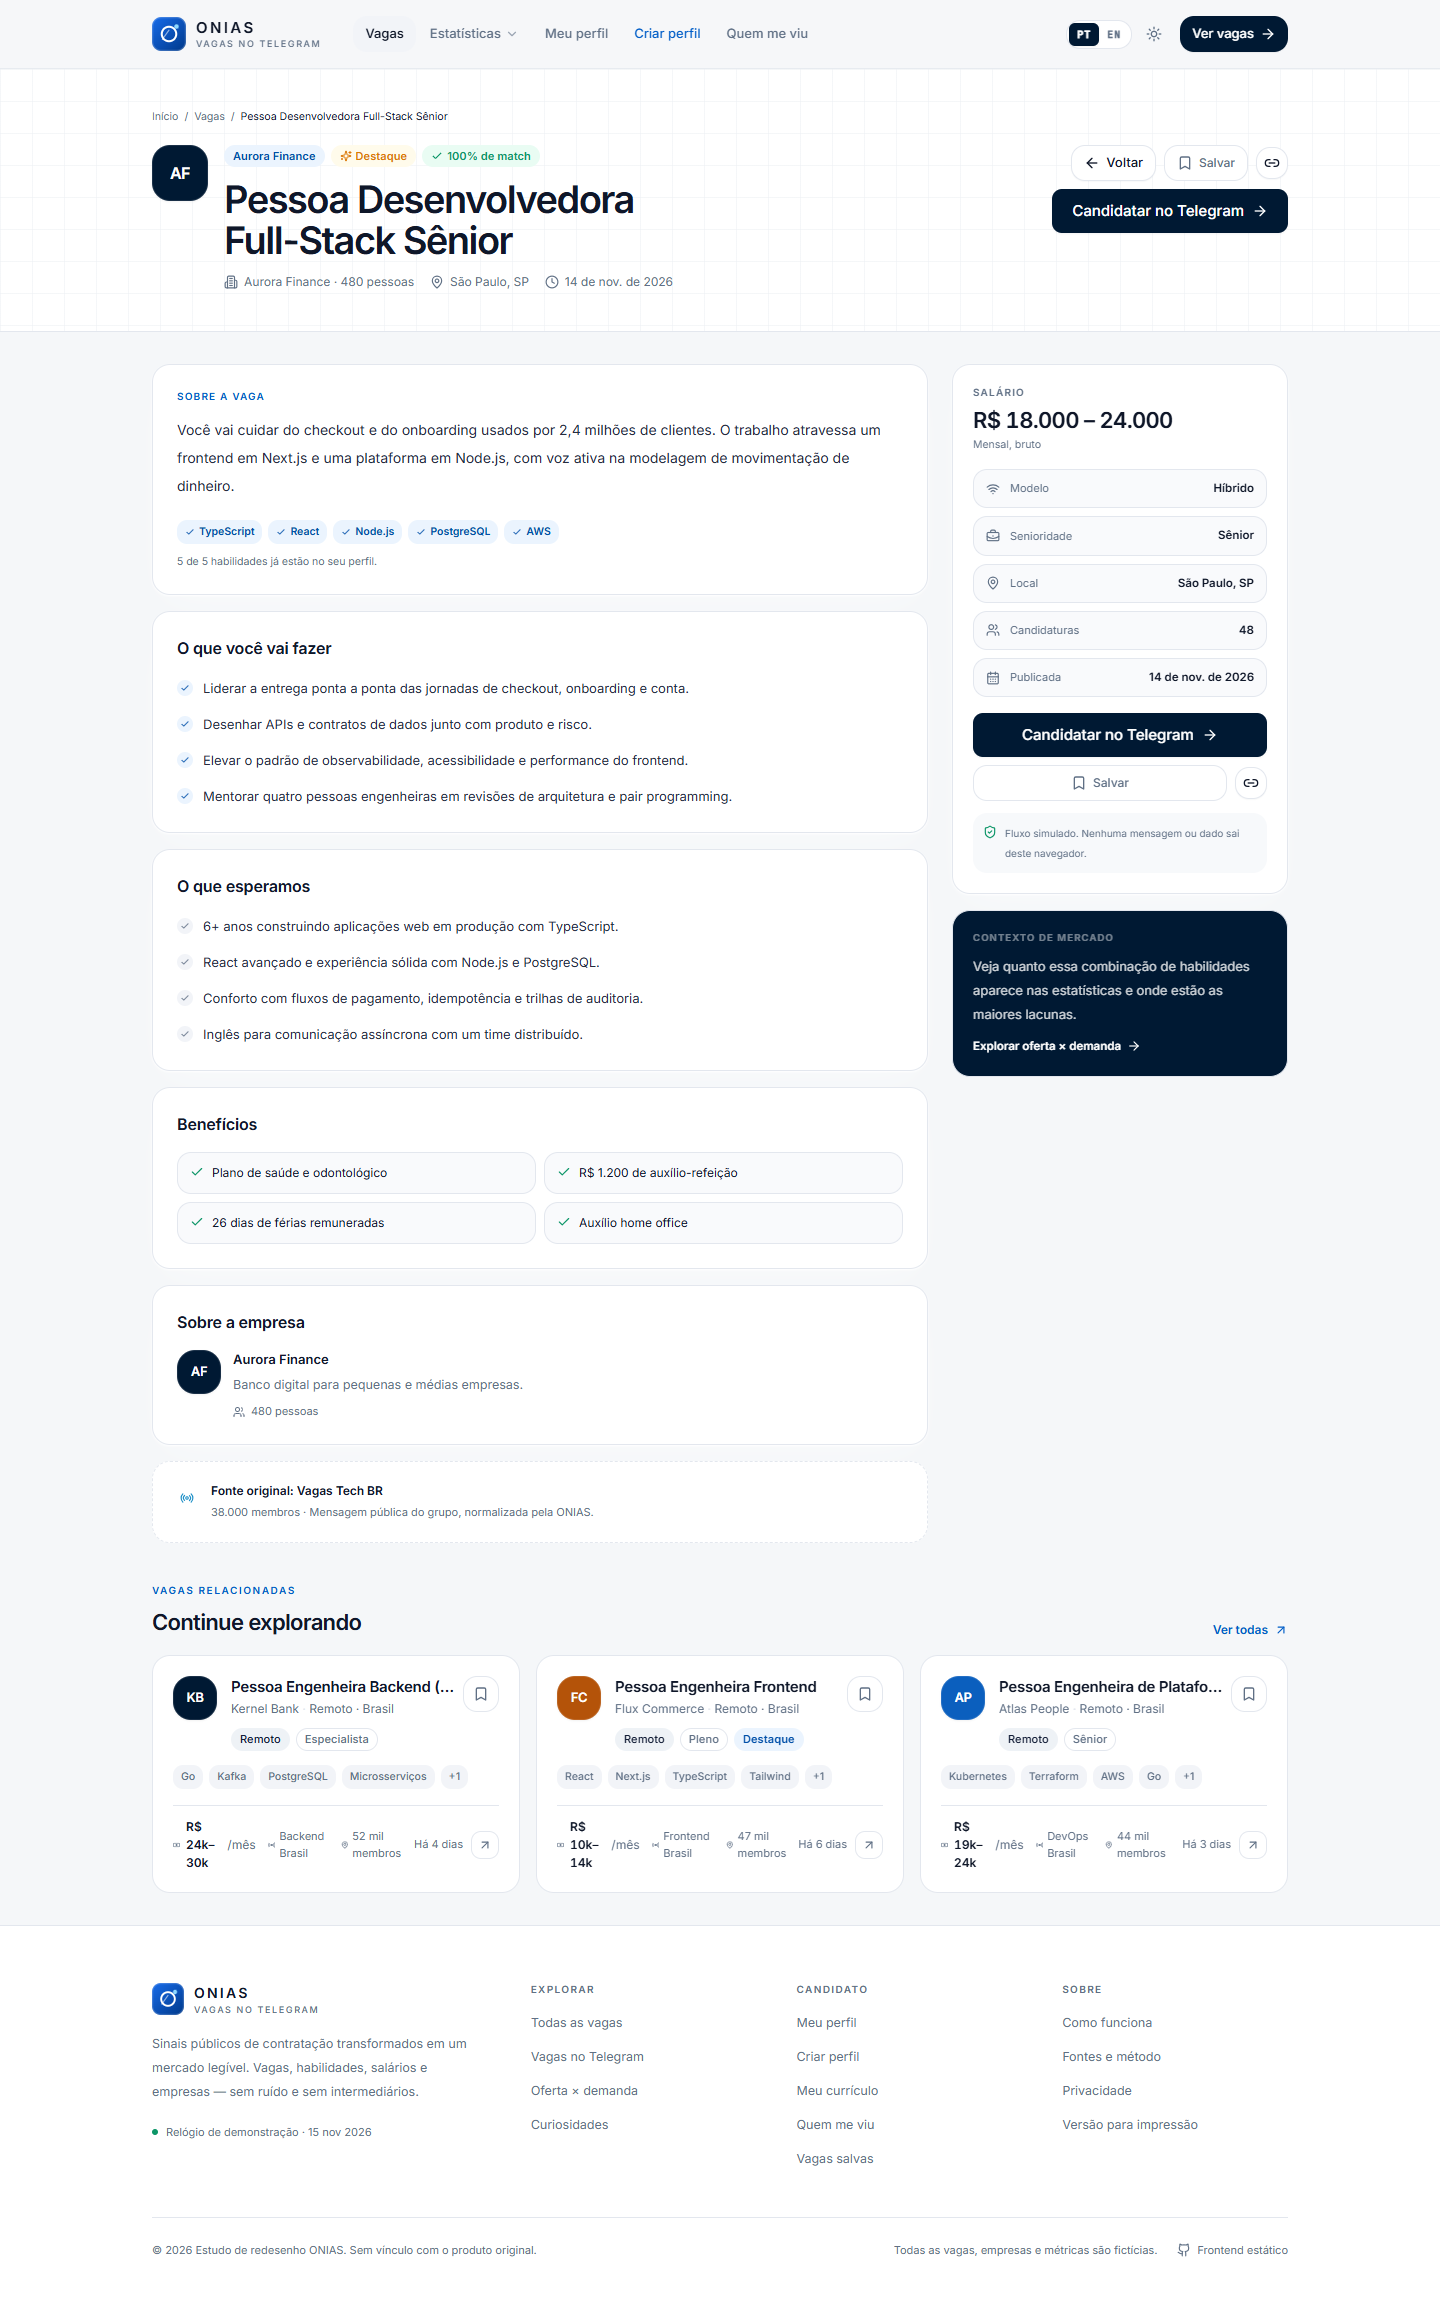 ONIAS
VAGAS NO TELEGRAM
Vagas
Estatísticas
Meu perfil
Criar perfil
Quem me viu
PT
EN
Ver vagas
Início / Vagas / Pessoa Desenvolvedora Full-Stack Sênior
AF
Aurora Finance
Destaque
100% de match
Pessoa Desenvolvedora
Full-Stack Sênior
Aurora Finance · 480 pessoas
São Paulo, SP
14 de nov. de 2026
Voltar
Salvar
Candidatar no Telegram
SOBRE A VAGA
Você vai cuidar do checkout e do onboarding usados por 2,4 milhões de clientes. O trabalho atravessa um
frontend em Next.js e uma plataforma em Node.js, com voz ativa na modelagem de movimentação de
dinheiro.
TypeScript
React
Node.js
PostgreSQL
AWS
5 de 5 habilidades já estão no seu perfil.
O que você vai fazer
Liderar a entrega ponta a ponta das jornadas de checkout, onboarding e conta.
Desenhar APIs e contratos de dados junto com produto e risco.
Elevar o padrão de observabilidade, acessibilidade e performance do frontend.
Mentorar quatro pessoas engenheiras em revisões de arquitetura e pair programming.
O que esperamos
6+ anos construindo aplicações web em produção com TypeScript.
React avançado e experiência sólida com Node.js e PostgreSQL.
Conforto com fluxos de pagamento, idempotência e trilhas de auditoria.
Inglês para comunicação assíncrona com um time distribuído.
Benefícios
Plano de saúde e odontológico
R$ 1.200 de auxílio-refeição
26 dias de férias remuneradas
Auxílio home office
Sobre a empresa
AF
Aurora Finance
Banco digital para pequenas e médias empresas.
480 pessoas
Fonte original: Vagas Tech BR
38.000 membros · Mensagem pública do grupo, normalizada pela ONIAS.
SALÁRIO
R$ 18.000 – 24.000
Mensal, bruto
Modelo
Híbrido
Senioridade
Sênior
Local
São Paulo, SP
Candidaturas
48
Publicada
14 de nov. de 2026
Candidatar no Telegram
Salvar
Fluxo simulado. Nenhuma mensagem ou dado sai
deste navegador.
CONTEXTO DE MERCADO
Veja quanto essa combinação de habilidades
aparece nas estatísticas e onde estão as
maiores lacunas.
Explorar oferta × demanda
VAGAS RELACIONADAS
Continue explorando
Ver todas
KB
Pessoa Engenheira Backend (...
Kernel Bank · Remoto · Brasil
Remoto
Especialista
Go
Kafka
PostgreSQL
Microsserviços
+1
R$
24k–
30k
/mês
Backend
Brasil
52 mil
membros
Há 4 dias
FC
Pessoa Engenheira Frontend
Flux Commerce · Remoto · Brasil
Remoto
Pleno
Destaque
React
Next.js
TypeScript
Tailwind
+1
R$
10k–
14k
/mês
Frontend
Brasil
47 mil
membros
Há 6 dias
AP
Pessoa Engenheira de Platafo...
Atlas People · Remoto · Brasil
Remoto
Sênior
Kubernetes
Terraform
AWS
Go
+1
R$
19k–
24k
/mês
DevOps
Brasil
44 mil
membros
Há 3 dias
ONIAS
VAGAS NO TELEGRAM
Sinais públicos de contratação transformados em um
mercado legível. Vagas, habilidades, salários e
empresas — sem ruído e sem intermediários.
Relógio de demonstração · 15 nov 2026
EXPLORAR
Todas as vagas
Vagas no Telegram
Oferta × demanda
Curiosidades
CANDIDATO
Meu perfil
Criar perfil
Meu currículo
Quem me viu
Vagas salvas
SOBRE
Como funciona
Fontes e método
Privacidade
Versão para impressão
© 2026 Estudo de redesenho ONIAS. Sem vínculo com o produto original.
Todas as vagas, empresas e métricas são fictícias.
Frontend estático